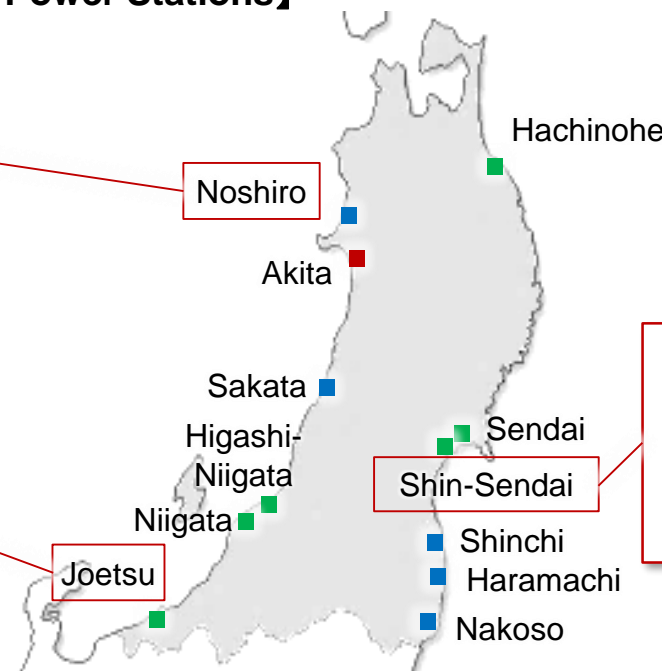 Power Stations】
Hachinohe
Noshiro
Akita
Sakata
Higashi-
Niigata
Niigata
Sendai
Shin-Sendai
Shinchi
Joetsu
Haramachi
Nakoso